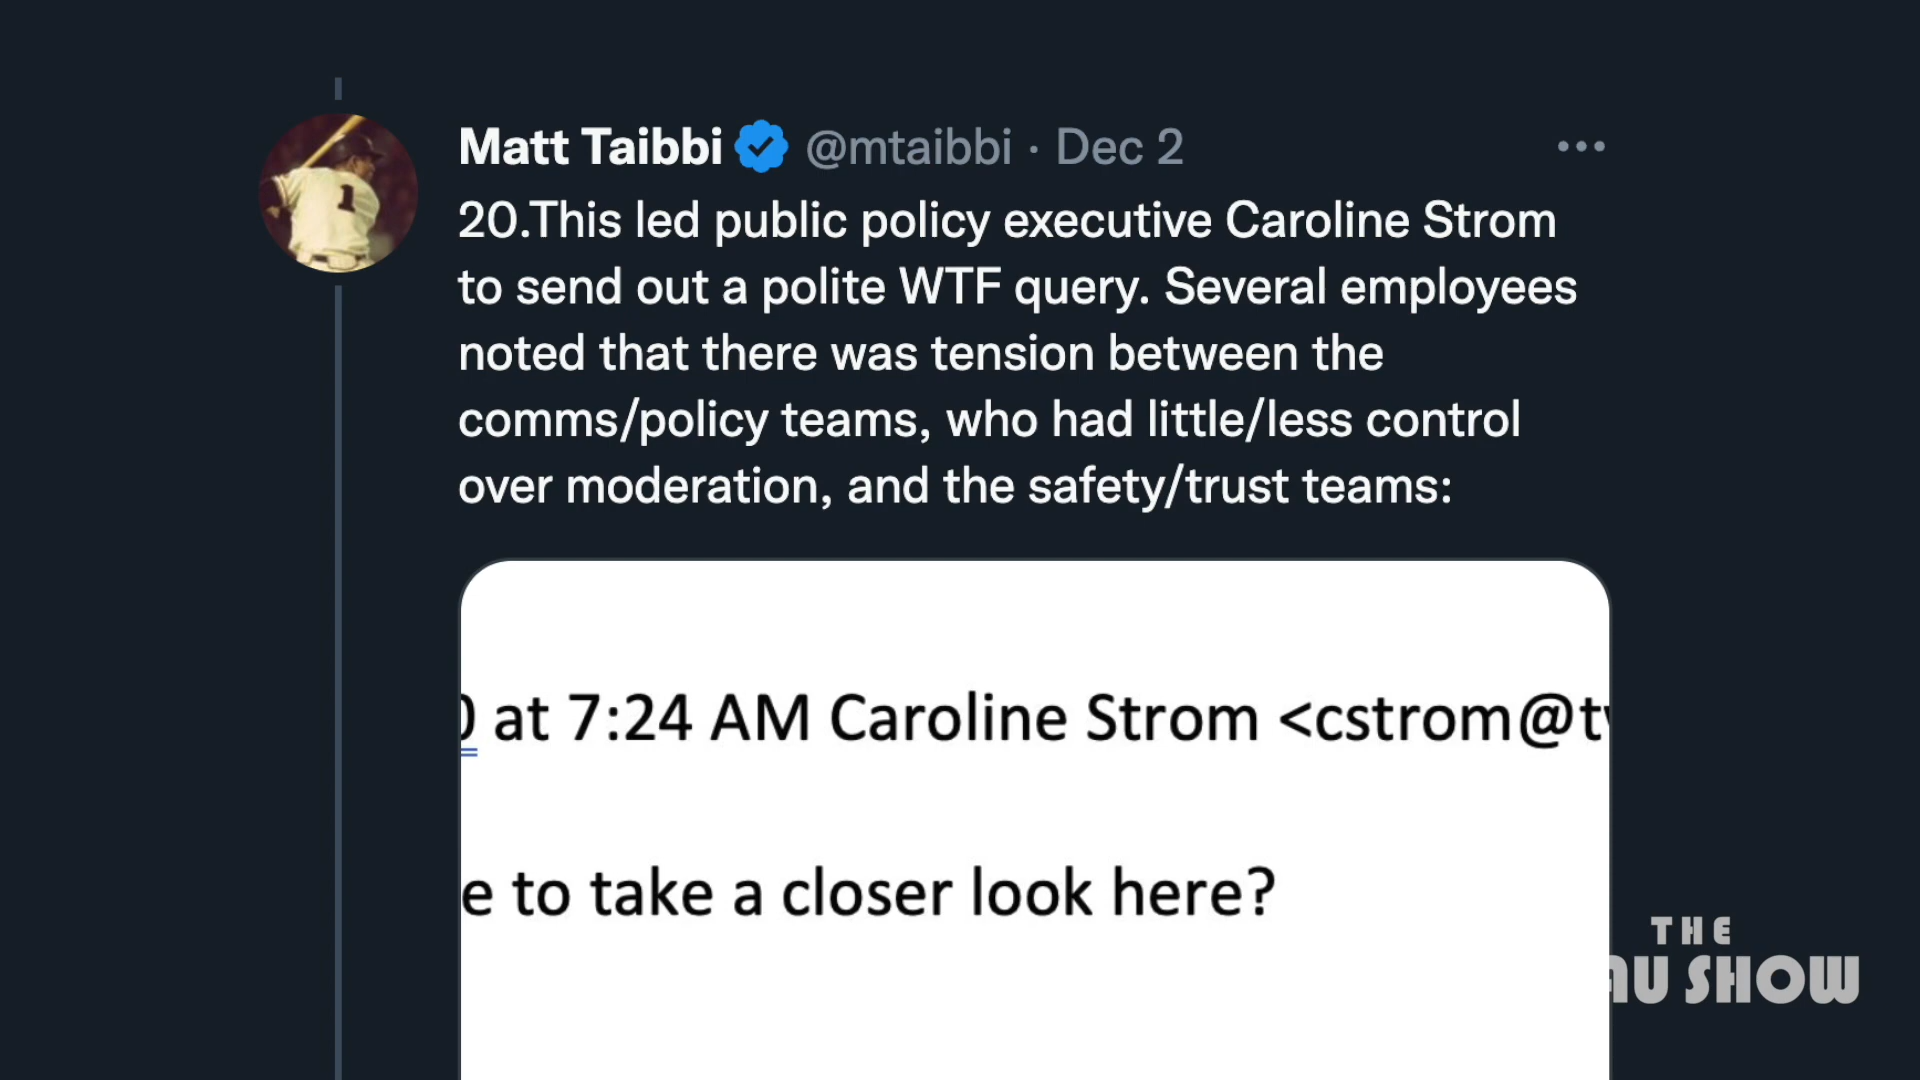 Matt Taibbi @mtaibbi · Dec 2
20.This led public policy executive Caroline Strom
to send out a polite WTF query. Several employees
noted that there was tension between the
comms/policy teams, who had little/less control
over moderation, and the safety/trust teams:
at 7:24 AM Caroline Strom <cstrom@tw
e to take a closer look here?
1
THE
AU SHOW